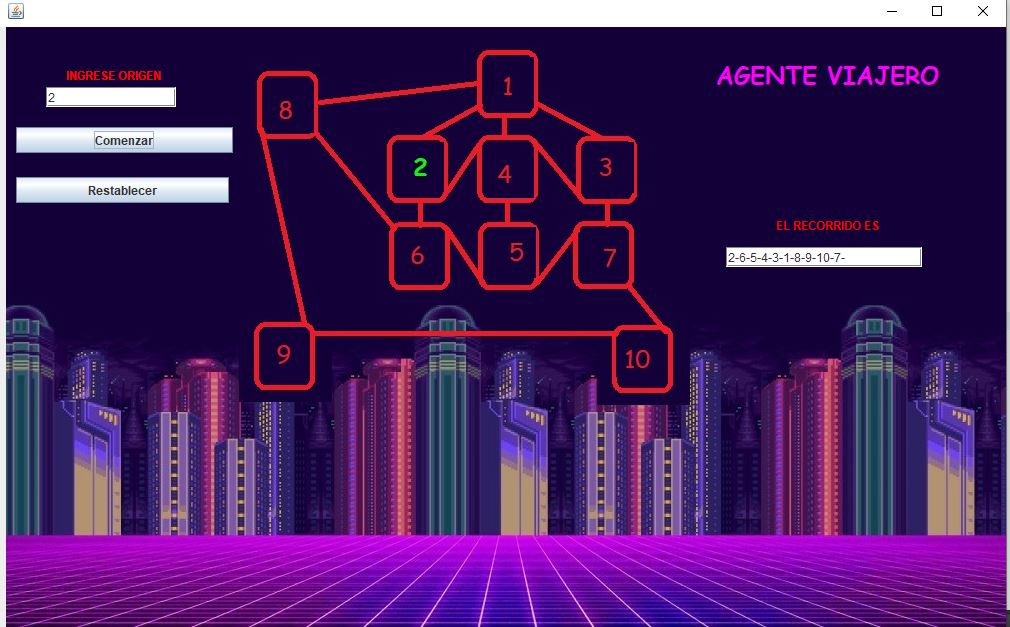 INGRESE ORIGEN
2
Comenzar
Restablecer
AGENTE VIAJERO
1
8
2
4
3
6
5
7
9
10
EL RECORRIDO ES
2-6-5-4-3-1-8-9-10-7-